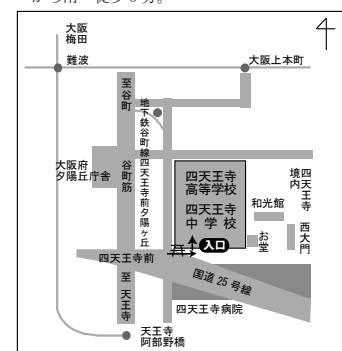 から南へ徒歩5分。
大阪
梅田
難波
大阪上本町
至谷町
地下鉄谷町線四天王寺前夕陽ヶ丘
大阪府
夕陽丘庁舎
谷町筋
四天王寺
高等学校
四天王寺
中学校
四天王寺
境内
和光館
西大門
お堂
入口
四天王寺前
国道25号線
至天王寺
四天王寺病院
天王寺
阿部野橋